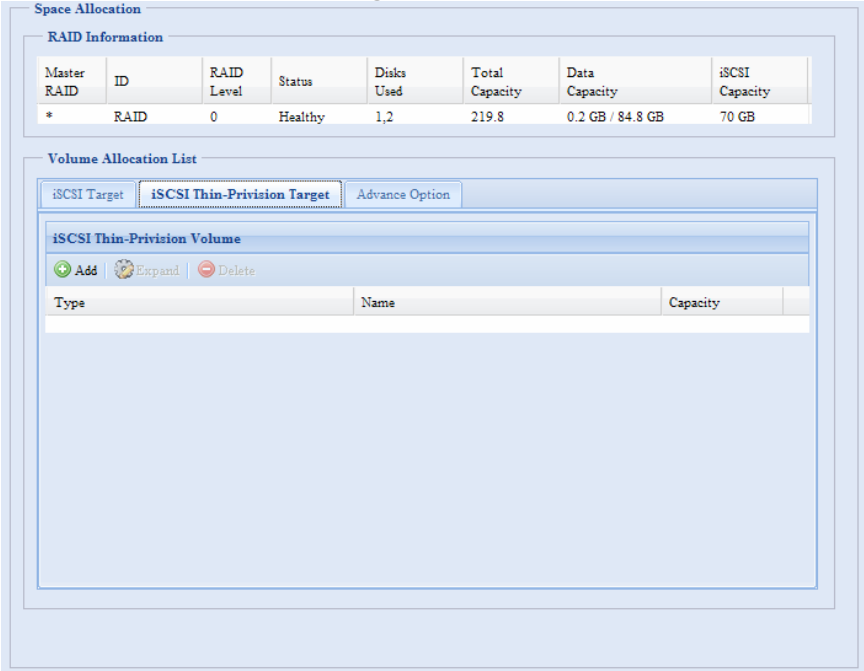 Space Allocation
RAID Information
Master RAID ID RAID Level Status Disks Used Total Capacity Data Capacity iSCSI Capacity
* RAID 0 Healthy 1,2 219.8 0.2 GB / 84.8 GB 70 GB
Volume Allocation List
iSCSI Target iSCSI Thin-Privision Target Advance Option
iSCSI Thin-Privision Volume
Add Expand Delete
Type Name Capacity